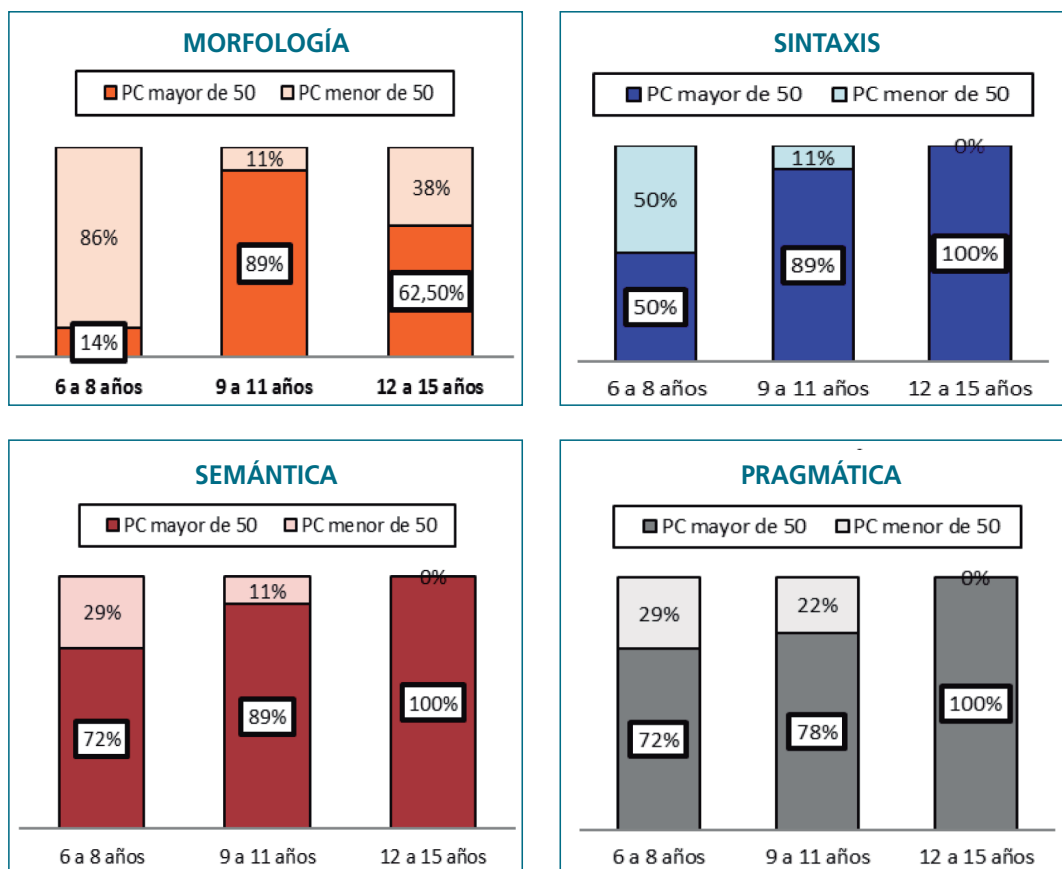 MORFOLOGÍA
PC mayor de 50 PC menor de 50
86% 11% 38%
14% 89% 62,50%
6 a 8 años 9 a 11 años 12 a 15 años
SINTAXIS
PC mayor de 50 PC menor de 50
50% 11% 0%
50% 89% 100%
6 a 8 años 9 a 11 años 12 a 15 años
SEMÁNTICA
PC mayor de 50 PC menor de 50
29% 11% 0%
72% 89% 100%
6 a 8 años 9 a 11 años 12 a 15 años
PRAGMÁTICA
PC mayor de 50 PC menor de 50
29% 22% 0%
72% 78% 100%
6 a 8 años 9 a 11 años 12 a 15 años